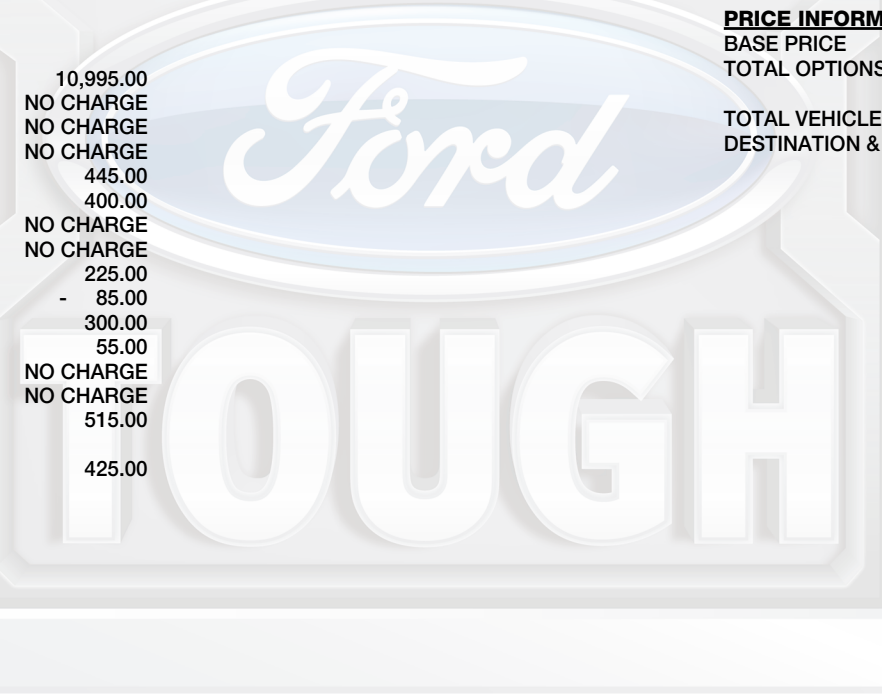 10,995.00
NO CHARGE
NO CHARGE
NO CHARGE
445.00
400.00
NO CHARGE
NO CHARGE
225.00
- 85.00
300.00
55.00
NO CHARGE
NO CHARGE
515.00
425.00
PRICE INFORM
BASE PRICE
TOTAL OPTIONS
TOTAL VEHICLE
DESTINATION &
Ford
TOUGH